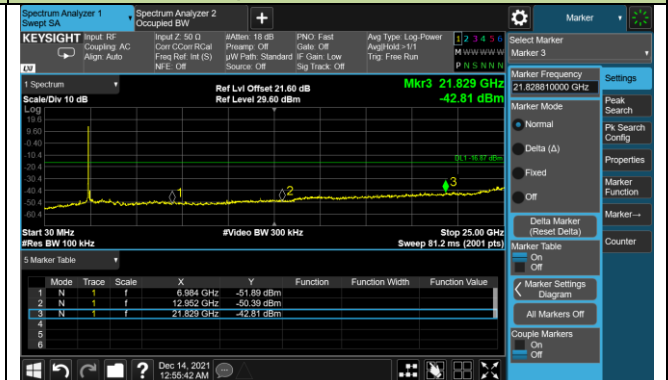 Spectrum Analyzer 1
Swept SA
Spectrum Analyzer 2
Occupied BW
+
Marker
KEYSIGHT
Input: RF
Coupling: AC
Align: Auto
Input Z: 50 Ω
Corr CCorr RCal
Freq Ref: Int (S)
NFE: Off
#Atten: 18 dB
Preamp: Off
µW Path: Standard
Source: Off
PNO: Fast
Gate: Off
IF Gain: Low
Sig Track: Off
Avg Type: Log-Power
Avg|Hold:>1/1
Trig: Free Run
1 2 3 4 5 6
M W W W W W
P N S N N N
LXI
Select Marker
Marker 3
1 Spectrum
Scale/Div 10 dB
Log
Ref Lvl Offset 21.60 dB
Ref Level 29.60 dBm
Mkr3 21.829 GHz
-42.81 dBm
19.6
9.60
-0.40
-10.4
-20.4
-30.4
-40.4
-50.4
-60.4
DL1 -16.87 dBm
1
2
3
Start 30 MHz
#Res BW 100 kHz
#Video BW 300 kHz
Stop 25.00 GHz
Sweep 81.2 ms (2001 pts)
5 Marker Table
Mode Trace Scale X Y Function Function Width Function Value
1 N 1 f 6.984 GHz -51.89 dBm
2 N 1 f 12.952 GHz -50.39 dBm
3 N 1 f 21.829 GHz -42.81 dBm
4
5
6
Marker Frequency
21.828810000 GHz
Marker Mode
Normal
Delta (Δ)
Fixed
Off
Delta Marker
(Reset Delta)
Marker Table
On
Off
Marker Settings
Diagram
All Markers Off
Couple Markers
On
Off
Settings
Peak
Search
Pk Search
Config
Properties
Marker
Function
Marker→
Counter
?
Dec 14, 2021
12:55:42 AM